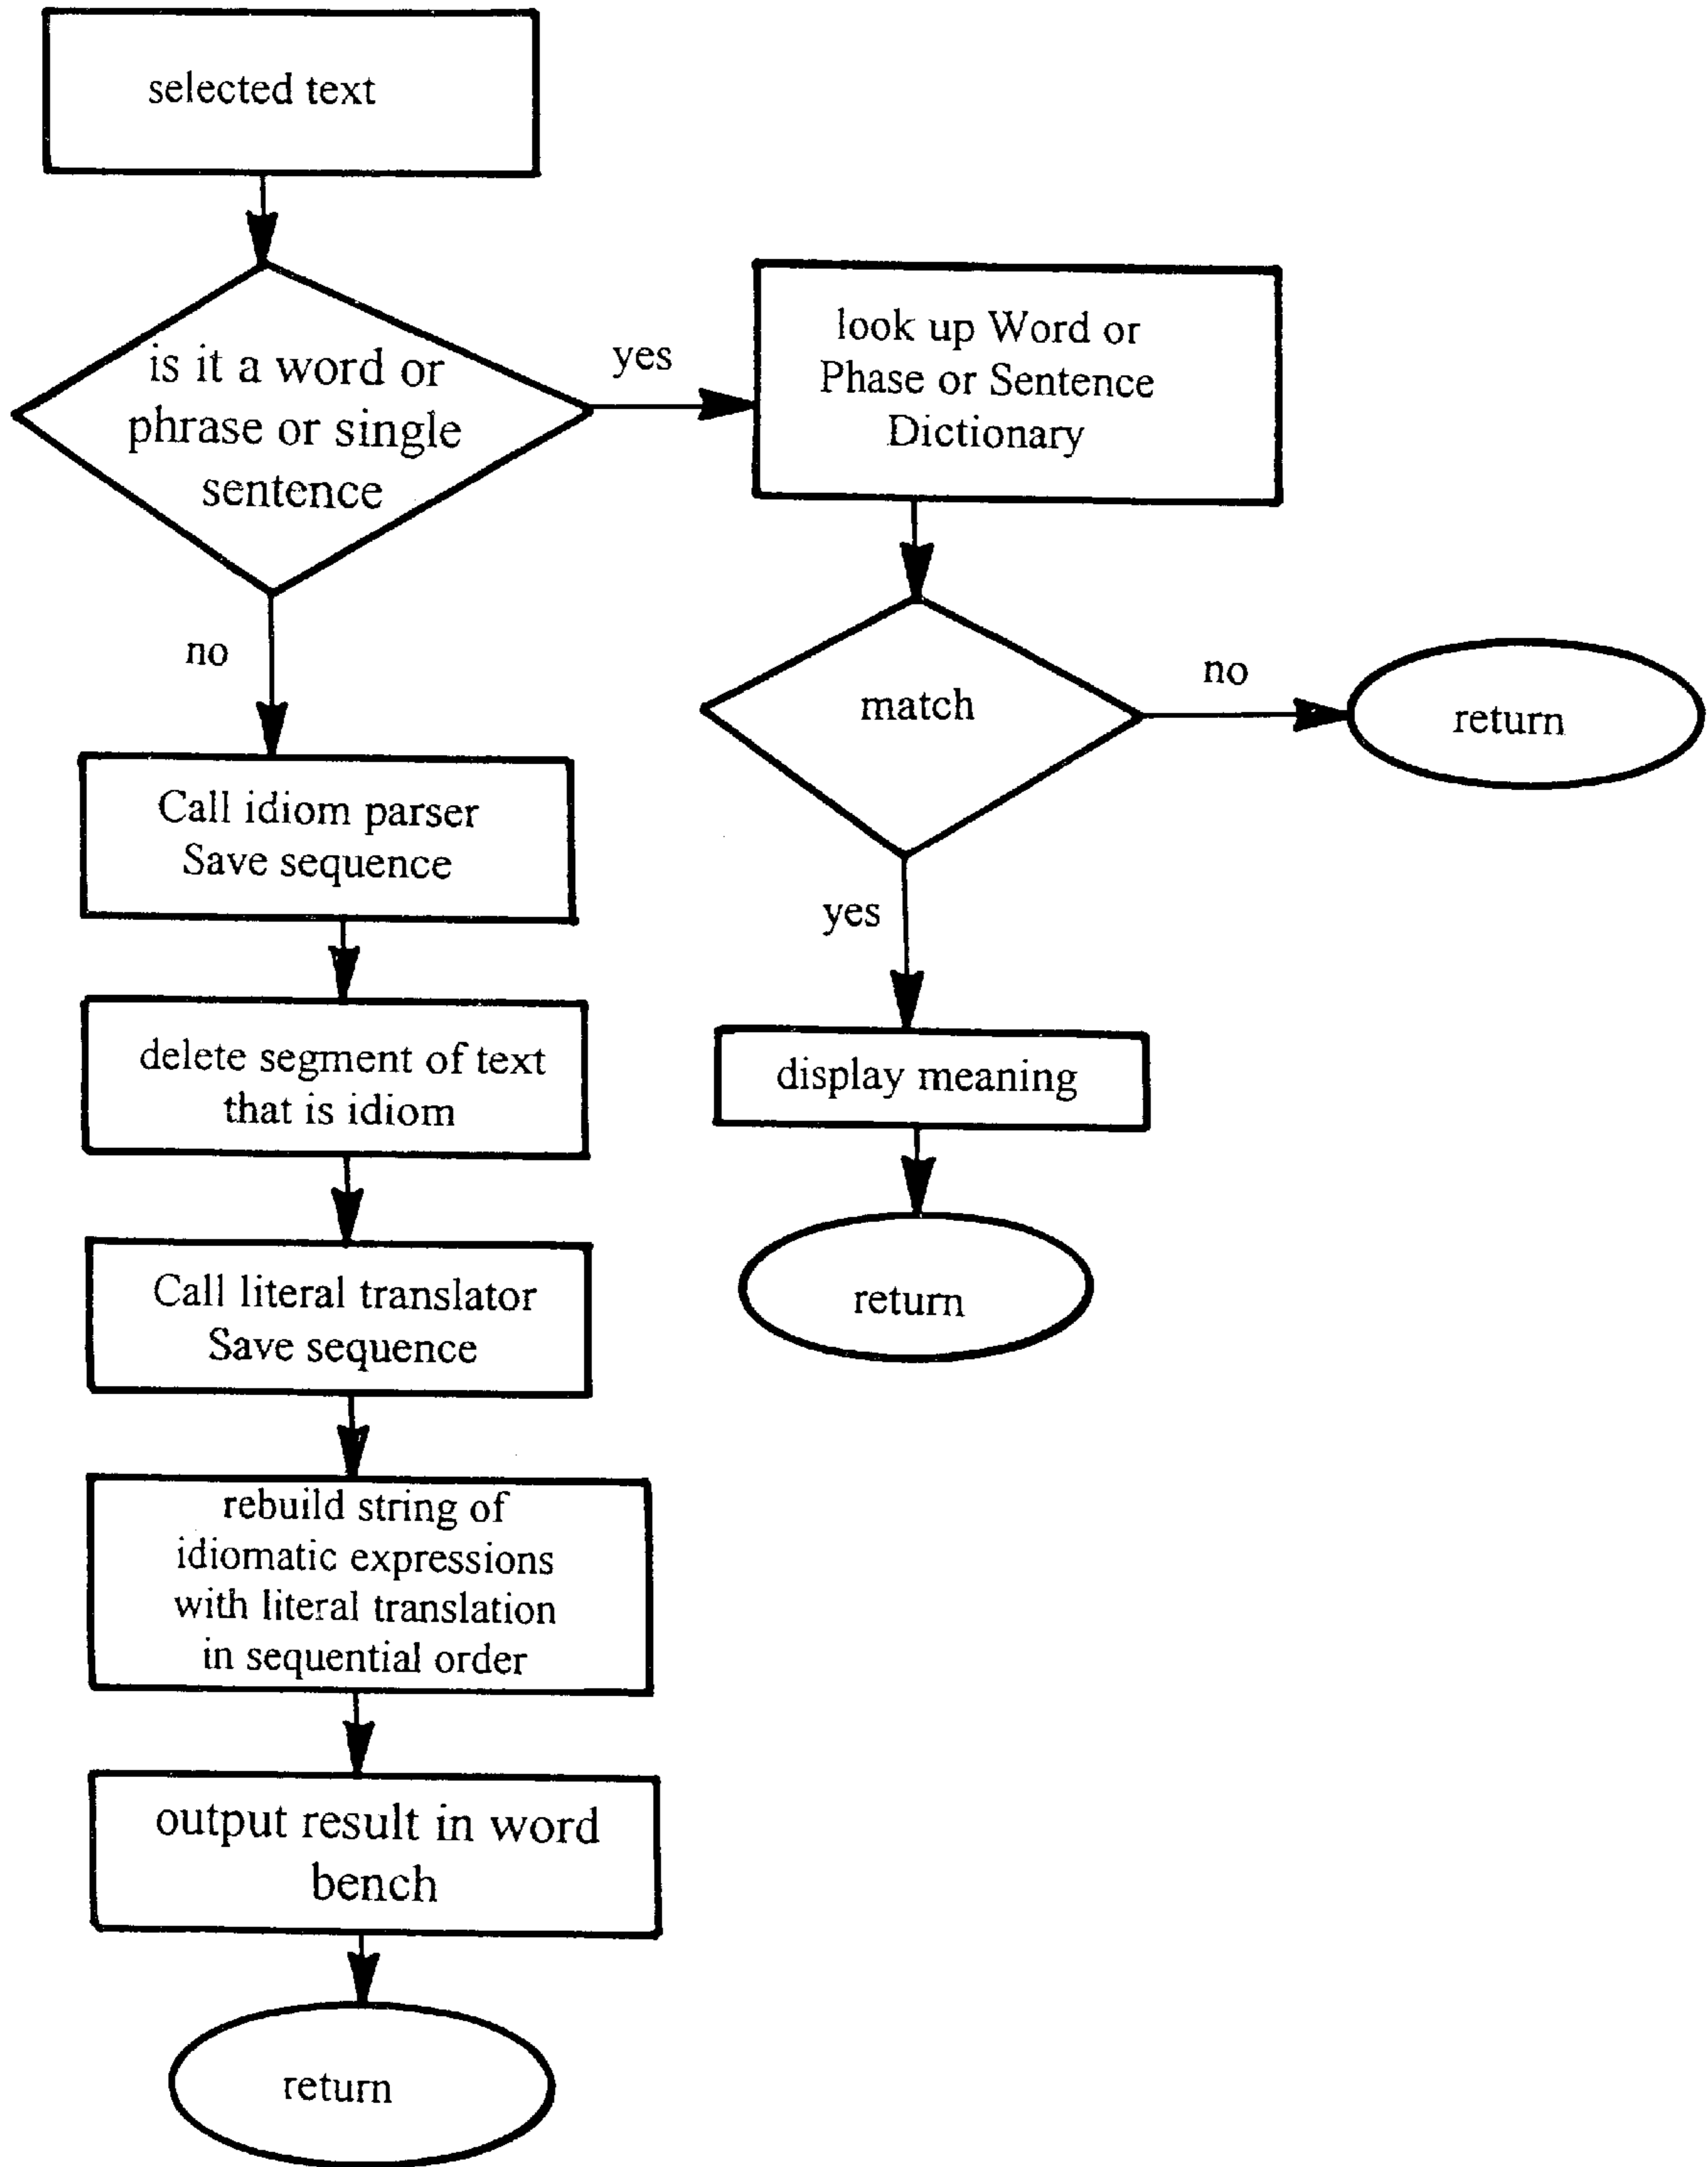 selected text
is it a word or
phrase or single
sentence
yes
look up Word or
Phase or Sentence
Dictionary
no
match
no
return
Call idiom parser
Save sequence
yes
delete segment of text
that is idiom
display meaning
Call literal translator
Save sequence
return
rebuild string of
idiomatic expressions
with literal translation
in sequential order
output result in word
bench
return